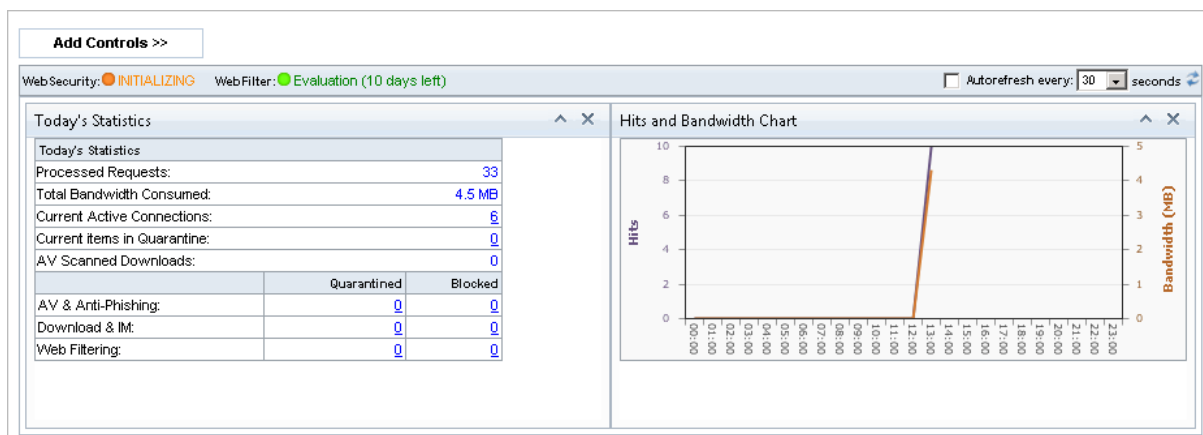 Add Controls >>
WebSecurity: INITIALIZING WebFilter: Evaluation (10 days left) Autorefresh every: 30 seconds
Today's Statistics
Today's Statistics
Processed Requests: 33
Total Bandwidth Consumed: 4.5 MB
Current Active Connections: 6
Current items in Quarantine: 0
AV Scanned Downloads: 0
Quarantined Blocked
AV & Anti-Phishing: 0 0
Download & IM: 0 0
Web Filtering: 0 0
Hits and Bandwidth Chart
Hits
10
8
6
4
2
0
5
4
3
2
1
0
Bandwidth (MB)
00:00
01:00
02:00
03:00
04:00
05:00
06:00
07:00
08:00
09:00
10:00
11:00
12:00
13:00
14:00
15:00
16:00
17:00
18:00
19:00
20:00
21:00
22:00
23:00